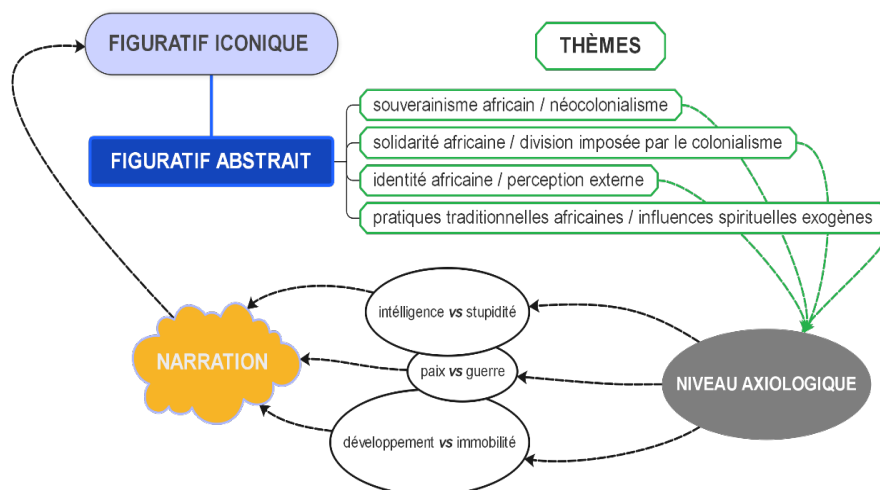 FIGURATIF ICONIQUE
THÈMES
souverainisme africain / néocolonialisme
solidarité africaine / division imposée par le colonialisme
FIGURATIF ABSTRAIT
identité africaine / perception externe
pratiques traditionnelles africaines / influences spirituelles exogènes
intélligence vs stupidité
NARRATION
paix vs guerre
NIVEAU AXIOLOGIQUE
développement vs immobilité